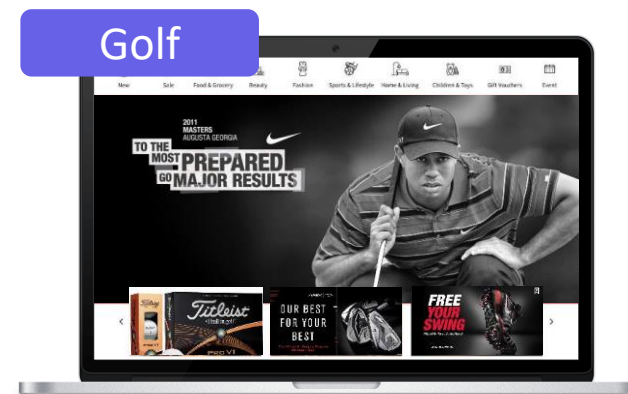 Golf
New Sale Food & Grocery Beauty Fashion Sports & Lifestyle Home & Living Children & Toys Gift Vouchers Event
2011
MASTERS
AUGUSTA GEORGIA
TO THE
MOST PREPARED
GO MAJOR RESULTS
Titleist
PRO V1
OUR BEST
FOR YOUR
BEST
FREE
YOUR
SWING